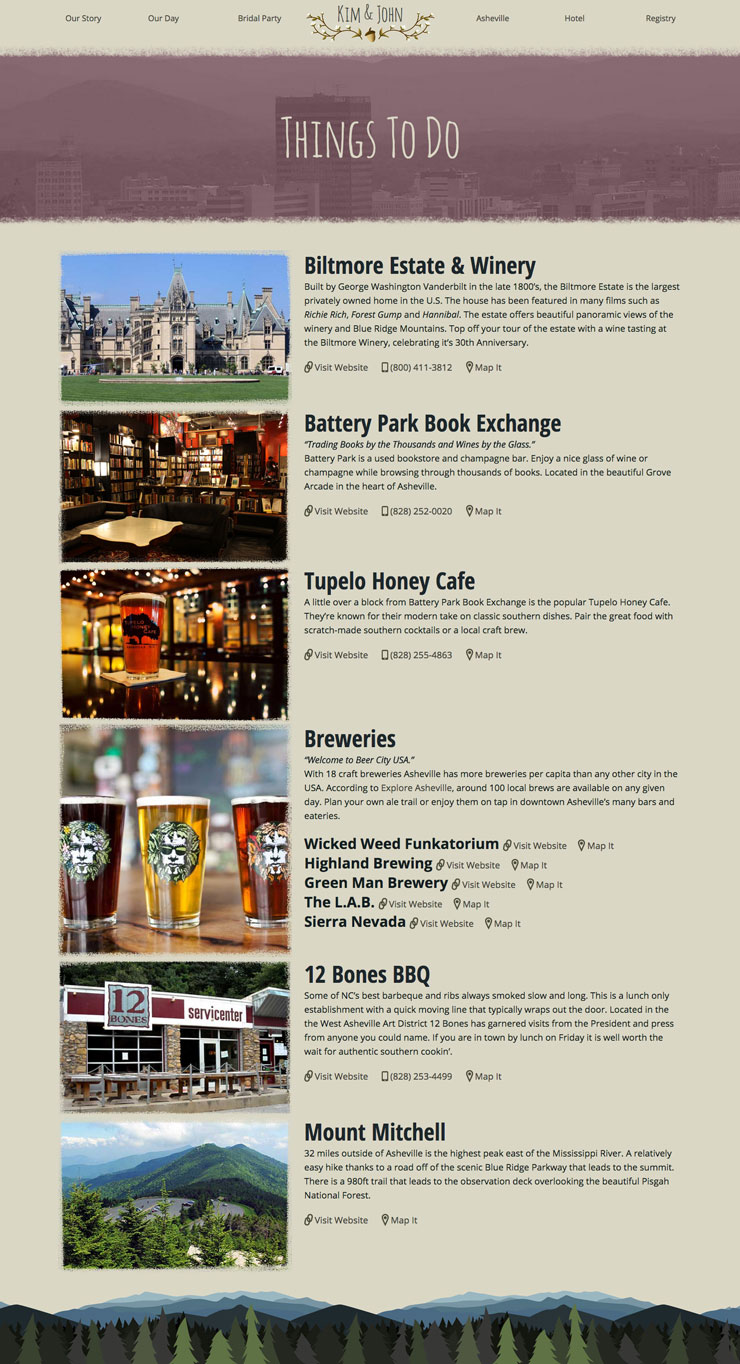 Our Story Our Day Bridal Party Kim & John Asheville Hotel Registry
Things To Do
Biltmore Estate & Winery
Built by George Washington Vanderbilt in the late 1800's, the Biltmore Estate is the largest
privately owned home in the U.S. The house has been featured in many films such as
Richie Rich, Forest Gump and Hannibal. The estate offers beautiful panoramic views of the
winery and Blue Ridge Mountains. Top off your tour of the estate with a wine tasting at
the Biltmore Winery, celebrating it's 30th Anniversary.
Visit Website (800) 411-3812 Map It
Battery Park Book Exchange
“Trading Books by the Thousands and Wines by the Glass.”
Battery Park is a used bookstore and champagne bar. Enjoy a nice glass of wine or
champagne while browsing through thousands of books. Located in the beautiful Grove
Arcade in the heart of Asheville.
Visit Website (828) 252-0020 Map It
TUPELO
HONEY
CAFE
Tupelo Honey Cafe
A little over a block from Battery Park Book Exchange is the popular Tupelo Honey Cafe.
They're known for their modern take on classic southern dishes. Pair the great food with
scratch-made southern cocktails or a local craft brew.
Visit Website (828) 255-4863 Map It
Breweries
“Welcome to Beer City USA.”
With 18 craft breweries Asheville has more breweries per capita than any other city in the
USA. According to Explore Asheville, around 100 local brews are available on any given
day. Plan your own ale trail or enjoy them on tap in downtown Asheville's many bars and
eateries.
Wicked Weed Funkatorium Visit Website Map It
Highland Brewing Visit Website Map It
Green Man Brewery Visit Website Map It
The L.A.B. Visit Website Map It
Sierra Nevada Visit Website Map It
12
BONES
servicenter
12 Bones BBQ
Some of NC's best barbeque and ribs always smoked slow and long. This is a lunch only
establishment with a quick moving line that typically wraps out the door. Located in the
the West Asheville Art District 12 Bones has garnered visits from the President and press
from anyone you could name. If you are in town by lunch on Friday it is well worth the
wait for authentic southern cookin'.
Visit Website (828) 253-4499 Map It
Mount Mitchell
32 miles outside of Asheville is the highest peak east of the Mississippi River. A relatively
easy hike thanks to a road off of the scenic Blue Ridge Parkway that leads to the summit.
There is a 980ft trail that leads to the observation deck overlooking the beautiful Pisgah
National Forest.
Visit Website Map It